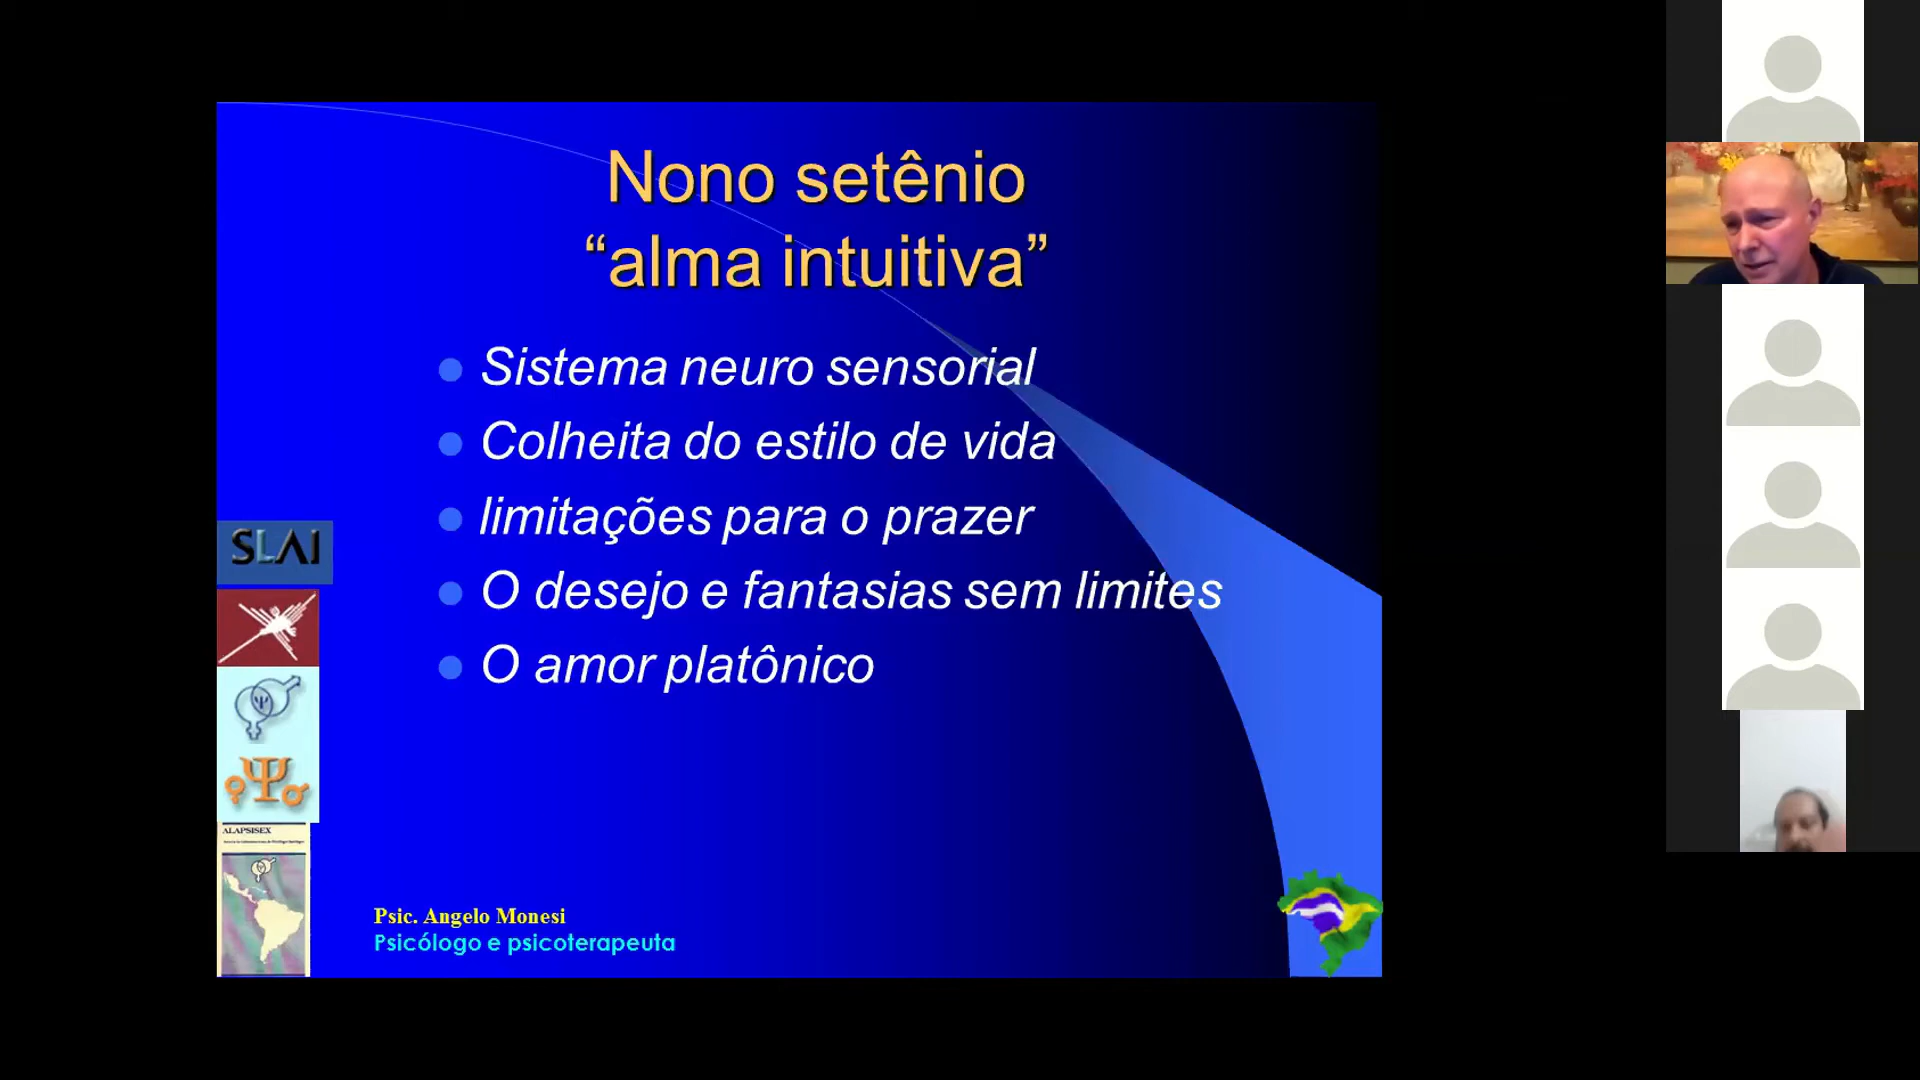 Nono setênio
“alma intuitiva”
Sistema neuro sensorial
Colheita do estilo de vida
limitações para o prazer
O desejo e fantasias sem limites
O amor platônico
SLAI
ALAPSISEX
Psic. Angelo Monesi
Psicólogo e psicoterapeuta